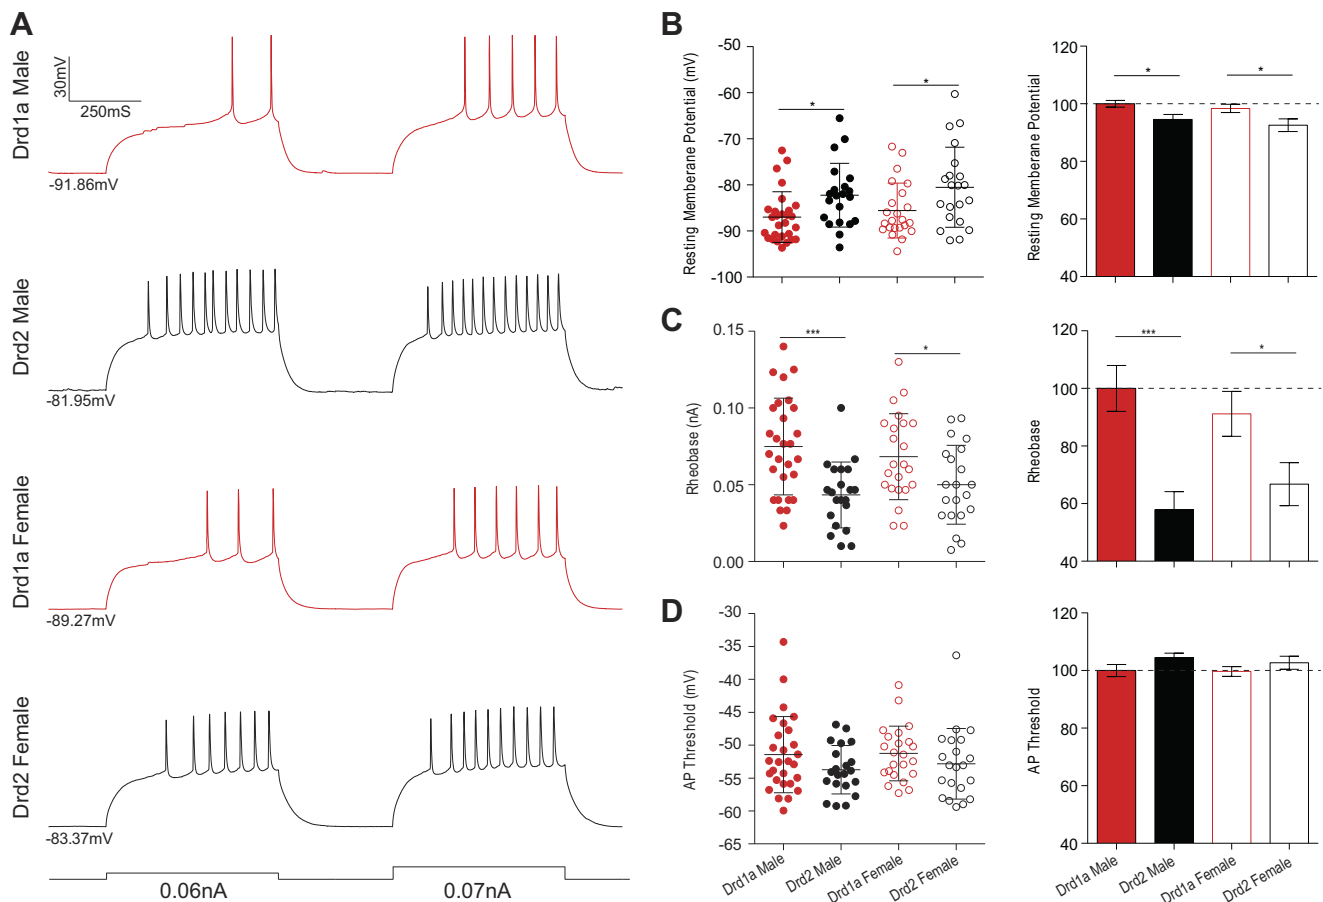 A
Drd1a Male
30mV
250mS
-91.86mV
Drd2 Male
-81.95mV
Drd1a Female
-89.27mV
Drd2 Female
-83.37mV
0.06nA
0.07nA
B
Resting Memberane Potential (mV)
-50
-60
-70
-80
-90
-100
*
*
Resting Memberane Potential
120
100
80
60
40
*
*
C
Rheobase (nA)
0.15
0.10
0.05
0.00
***
*
Rheobase
120
100
80
60
40
***
*
D
AP Threshold (mV)
-30
-35
-40
-45
-50
-55
-60
-65
Drd1a Male
Drd2 Male
Drd1a Female
Drd2 Female
AP Threshold
120
100
80
60
40
Drd1a Male
Drd2 Male
Drd1a Female
Drd2 Female